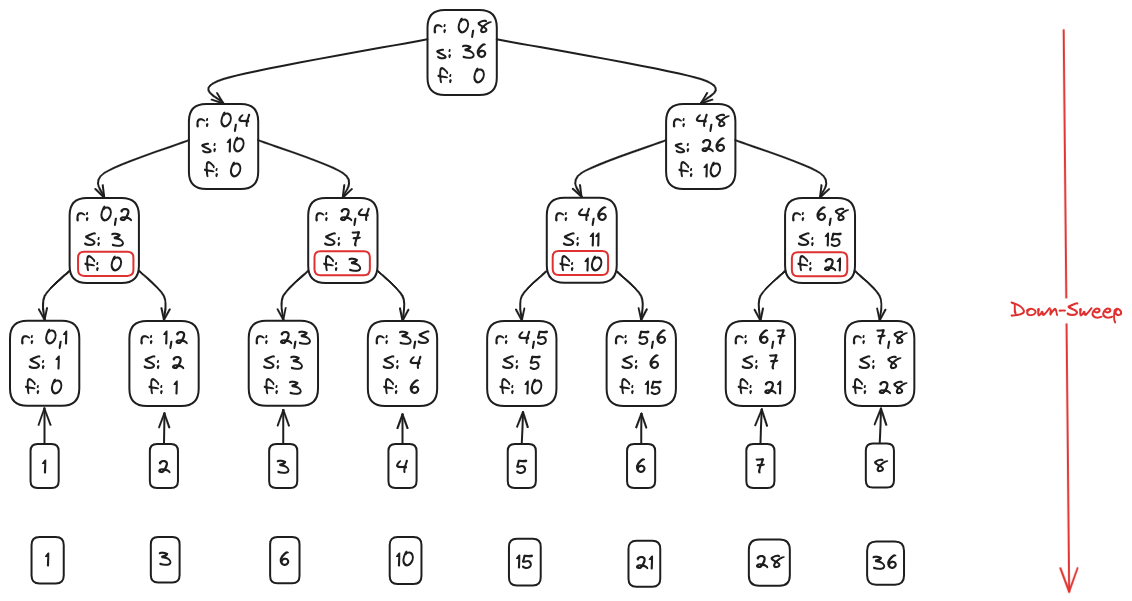 r: 0,8
s: 36
f: 0
r: 0,4
s: 10
f: 0
r: 4,8
s: 26
f: 10
r: 0,2
s: 3
f: 0
r: 2,4
s: 7
f: 3
r: 4,6
s: 11
f: 10
r: 6,8
s: 15
f: 21
Down-Sweep
r: 0,1
s: 1
f: 0
r: 1,2
s: 2
f: 1
r: 2,3
s: 3
f: 3
r: 3,5
s: 4
f: 6
r: 4,5
s: 5
f: 10
r: 5,6
s: 6
f: 15
r: 6,7
s: 7
f: 21
r: 7,8
s: 8
f: 28
1
2
3
4
5
6
7
8
1
3
6
10
15
21
28
36